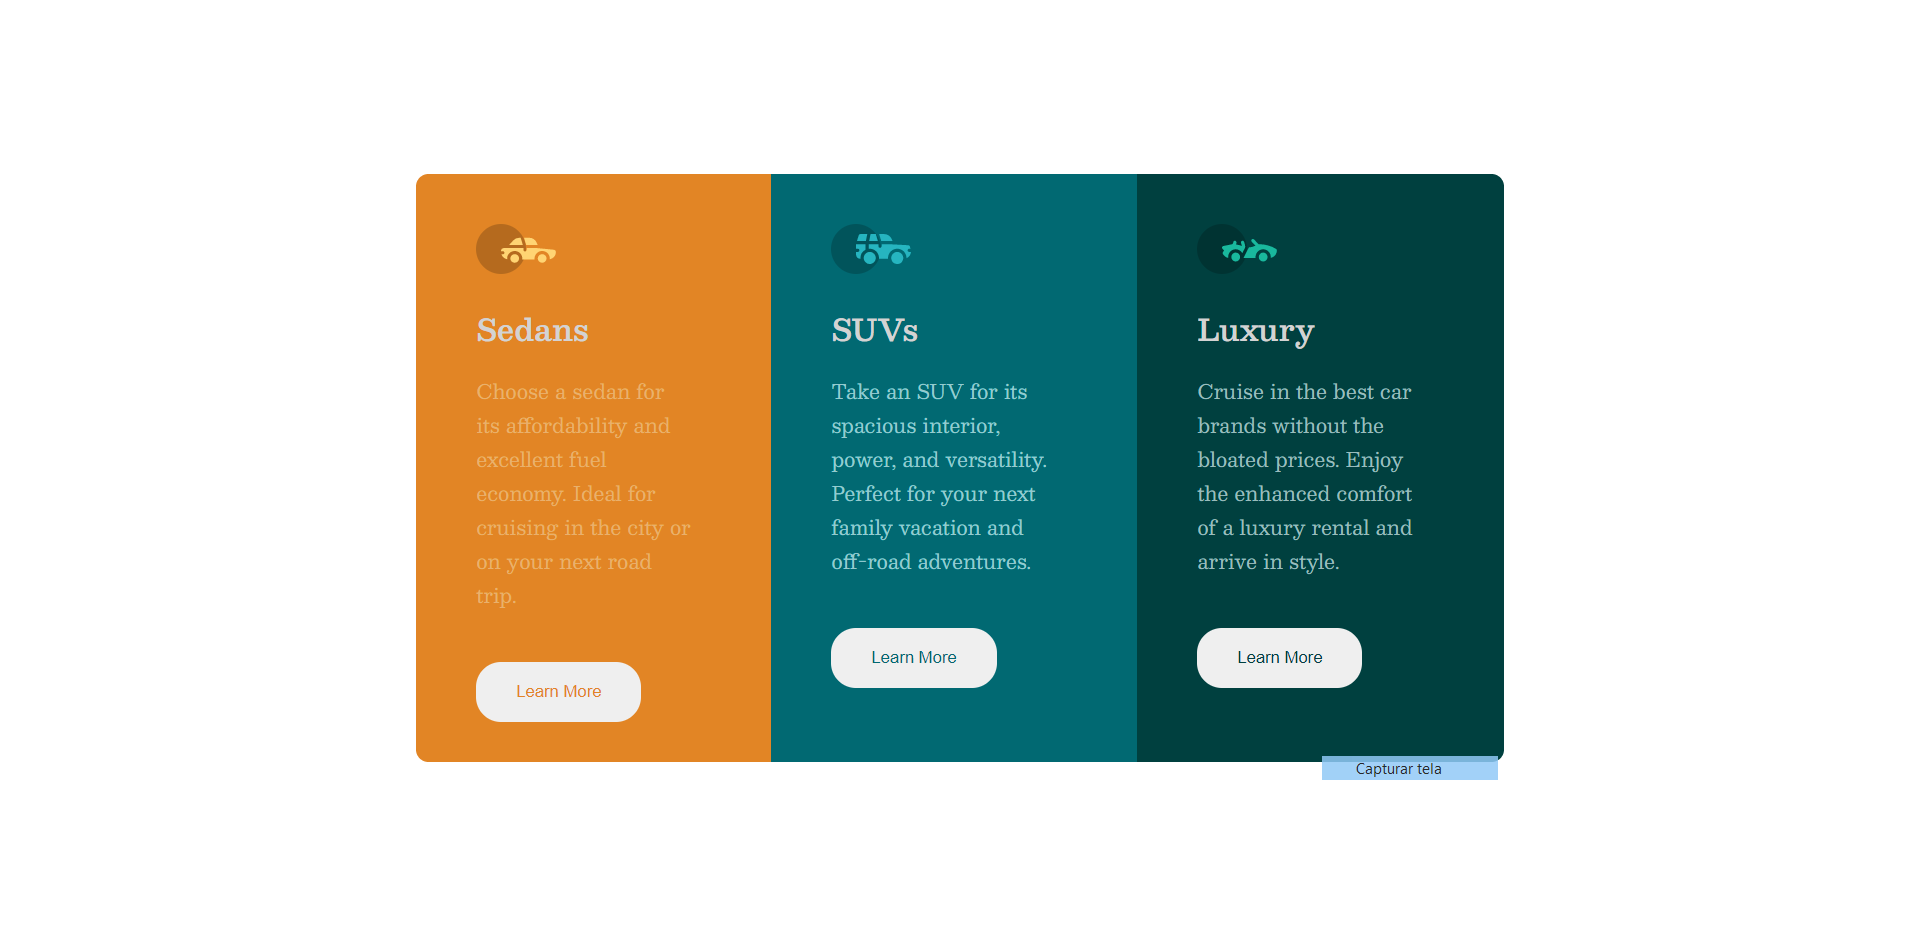 Sedans
Choose a sedan for
its affordability and
excellent fuel
economy. Ideal for
cruising in the city or
on your next road
trip.
Learn More
SUVs
Take an SUV for its
spacious interior,
power, and versatility.
Perfect for your next
family vacation and
off-road adventures.
Learn More
Luxury
Cruise in the best car
brands without the
bloated prices. Enjoy
the enhanced comfort
of a luxury rental and
arrive in style.
Learn More
Capturar tela